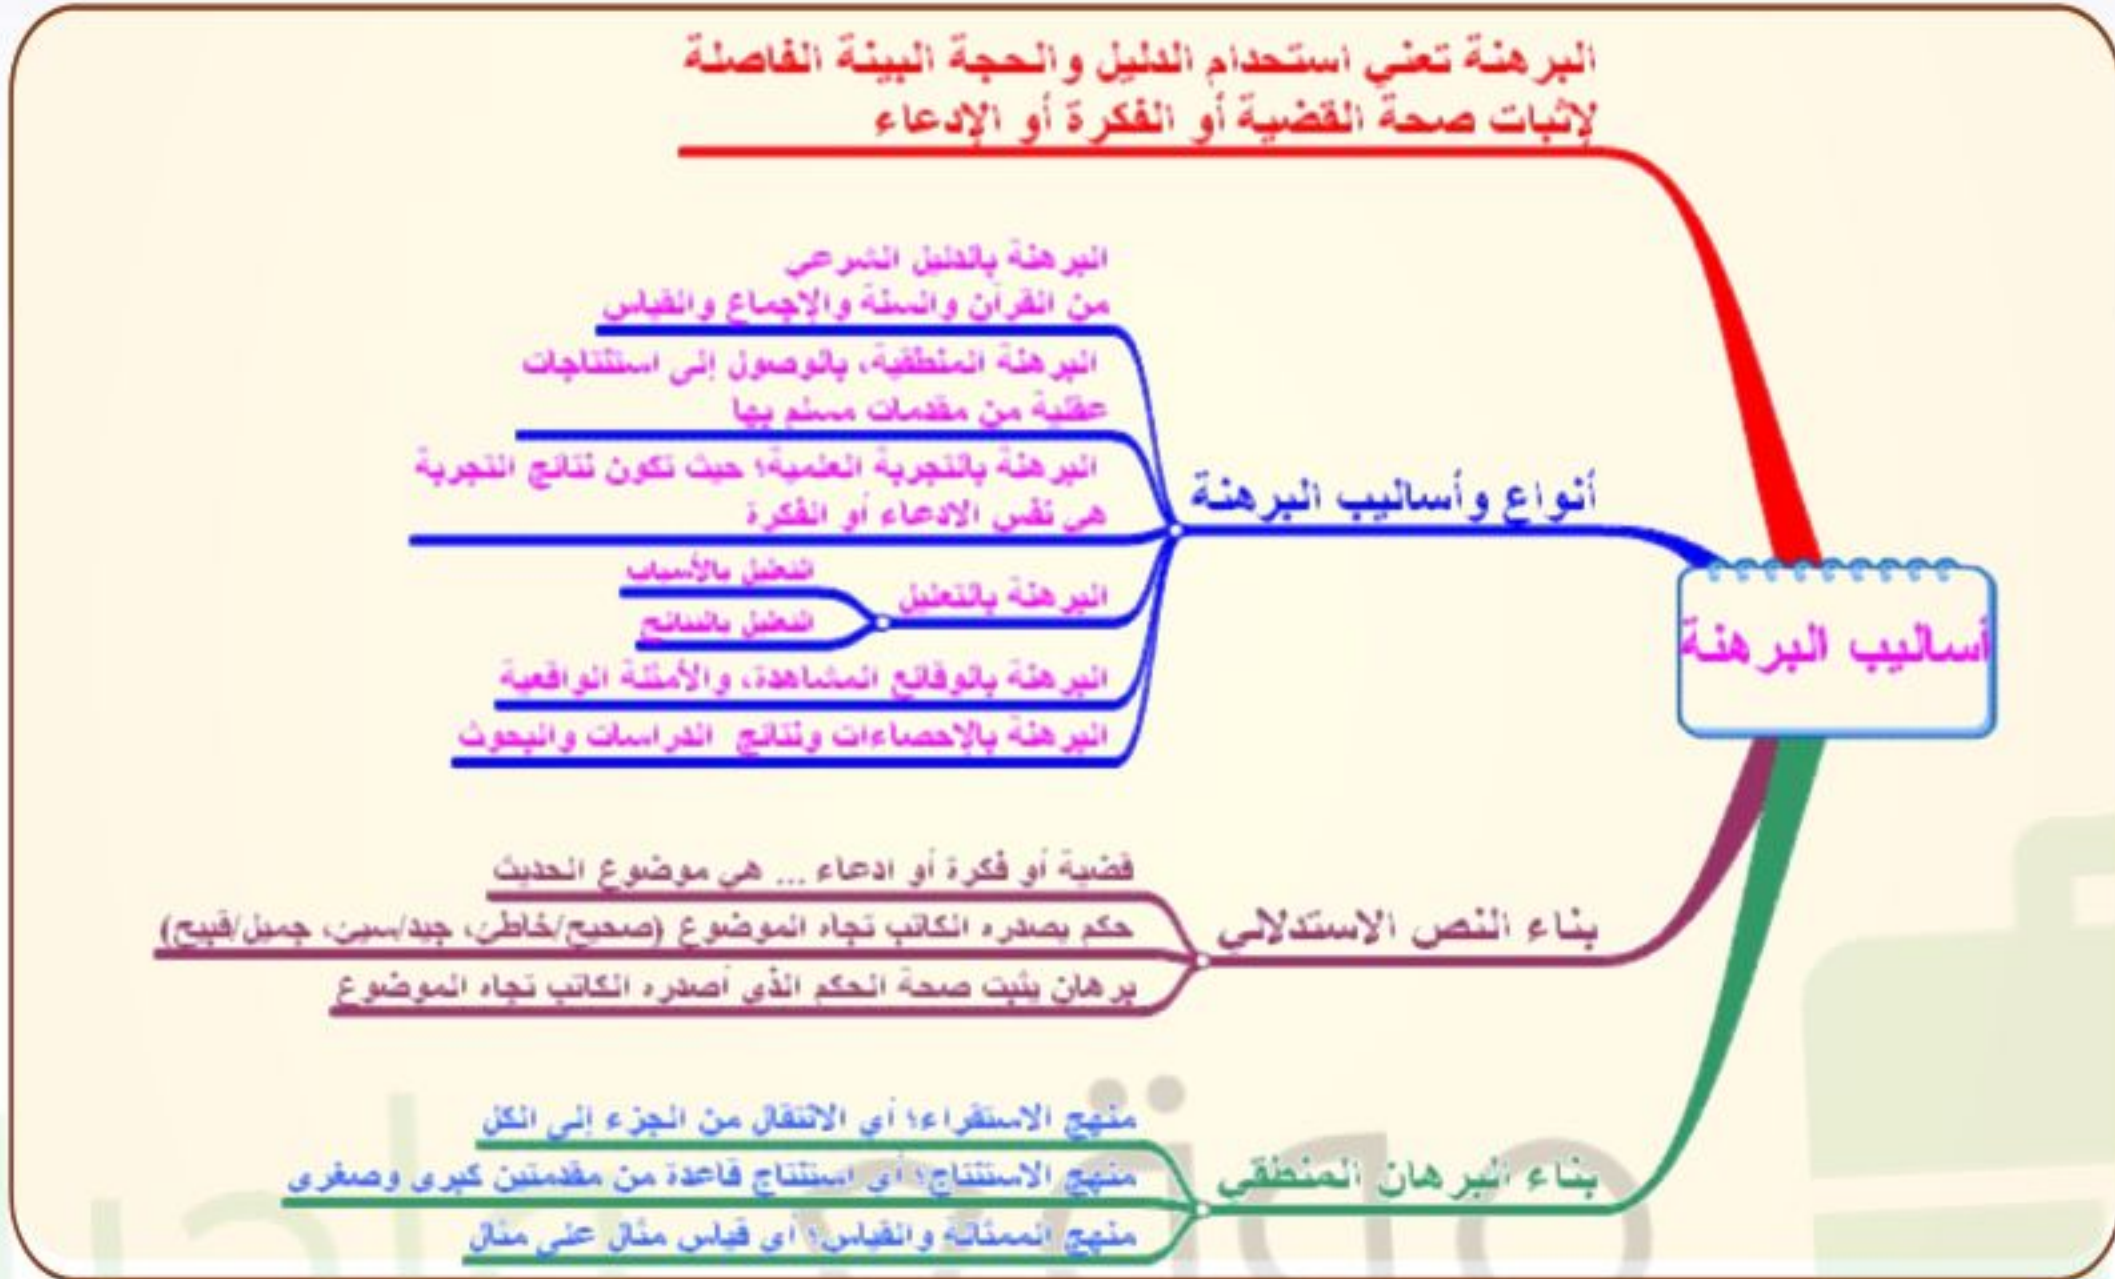 البرهنة تعني استحدام الدليل والحجة البينة الفاصلة
لإثبات صحة القضية أو الفكرة أو الإدعاء
أساليب البرهنة
أنواع وأساليب البرهنة
البرهنة بالدليل الشرعي
من القرآن والسنة والإجماع والقياس
البرهنة المنطقية، بالوصول إلى استنتاجات
عقلية من مقدمات مسلم بها
البرهنة بالتجربة العلمية؛ حيث تكون نتائج التجربة
هي نفس الادعاء أو الفكرة
البرهنة بالتعليل
التعليل بالأسباب
التعليل بالنتائج
البرهنة بالوقائع المشاهدة، والأمثلة الواقعية
البرهنة بالإحصاءات ونتائج الدراسات والبحوث
بناء النص الاستدلالي
قضية أو فكرة أو ادعاء ... هي موضوع الحديث
حكم يصدره الكاتب تجاه الموضوع (صحيح/خاطئ، جيد/سيئ، جميل/قبيح)
برهان يثبت صحة الحكم الذي أصدره الكاتب تجاه الموضوع
بناء البرهان المنطقي
منهج الاستقراء؛ أي الانتقال من الجزء إلى الكل
منهج الاستنتاج؛ أي استنتاج قاعدة من مقدمتين كبرى وصغرى
منهج الممثالة والقياس؛ أي قياس مثال على مثال